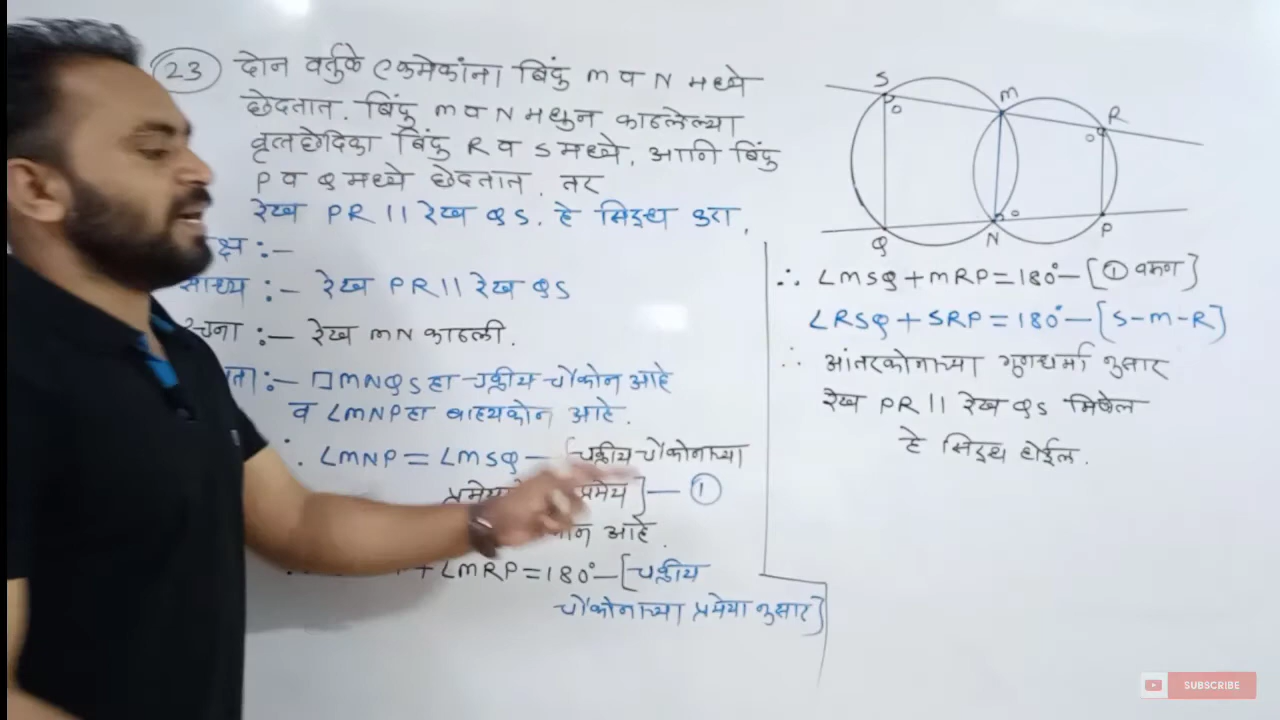 23 दोन वर्तुळे एकमेकांना बिंदु M व N मध्ये
छेदतात. बिंदु M व N मधुन काढलेल्या
वृत्तछेदिका बिंदु R व S मध्ये, आणि बिंदु
P व Q मध्ये छेदतात. तर
रेख PR || रेख QS. हे सिद्ध करा.
साध्य :- रेख PR || रेख QS
रचना :- रेख MN काढली.
:- □MNQS हा चक्रीय चौकोन आहे
व ∠MNP हा बाह्यकोन आहे.
∴ ∠MNP = ∠MSQ - [चक्रीय चौकोनाच्या
प्रमेय] - ①
आहे.
+ ∠MRP = 180° - [चक्रीय
चौकोनाच्या प्रमेया नुसार]
S
M
R
Q
N
P
∴ ∠MSQ + MRP = 180° - [① वरून]
∠RSQ + SRP = 180° - [S-M-R]
∴ आंतरकोनाच्या गुणधर्मा नुसार
रेख PR || रेख QS मिळेल
हे सिद्ध होईल.
SUBSCRIBE